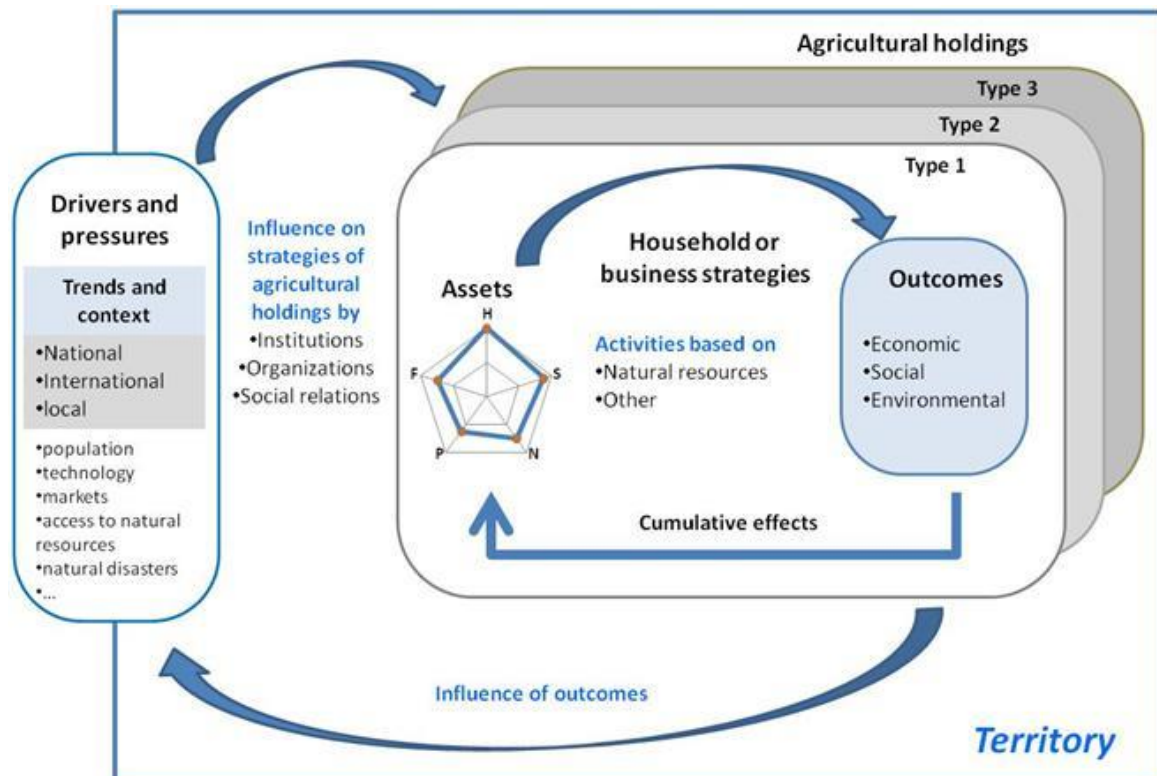 Agricultural holdings
Type 3
Type 2
Type 1
Drivers and
pressures
Trends and
context
•National
•International
•local
•population
•technology
•markets
•access to natural
resources
•natural disasters
•...
Influence on
strategies of
agricultural
holdings by
•Institutions
•Organizations
•Social relations
Assets
H
F
S
P
N
Household or
business strategies
Activities based on
•Natural resources
•Other
Outcomes
•Economic
•Social
•Environmental
Cumulative effects
Influence of outcomes
Territory